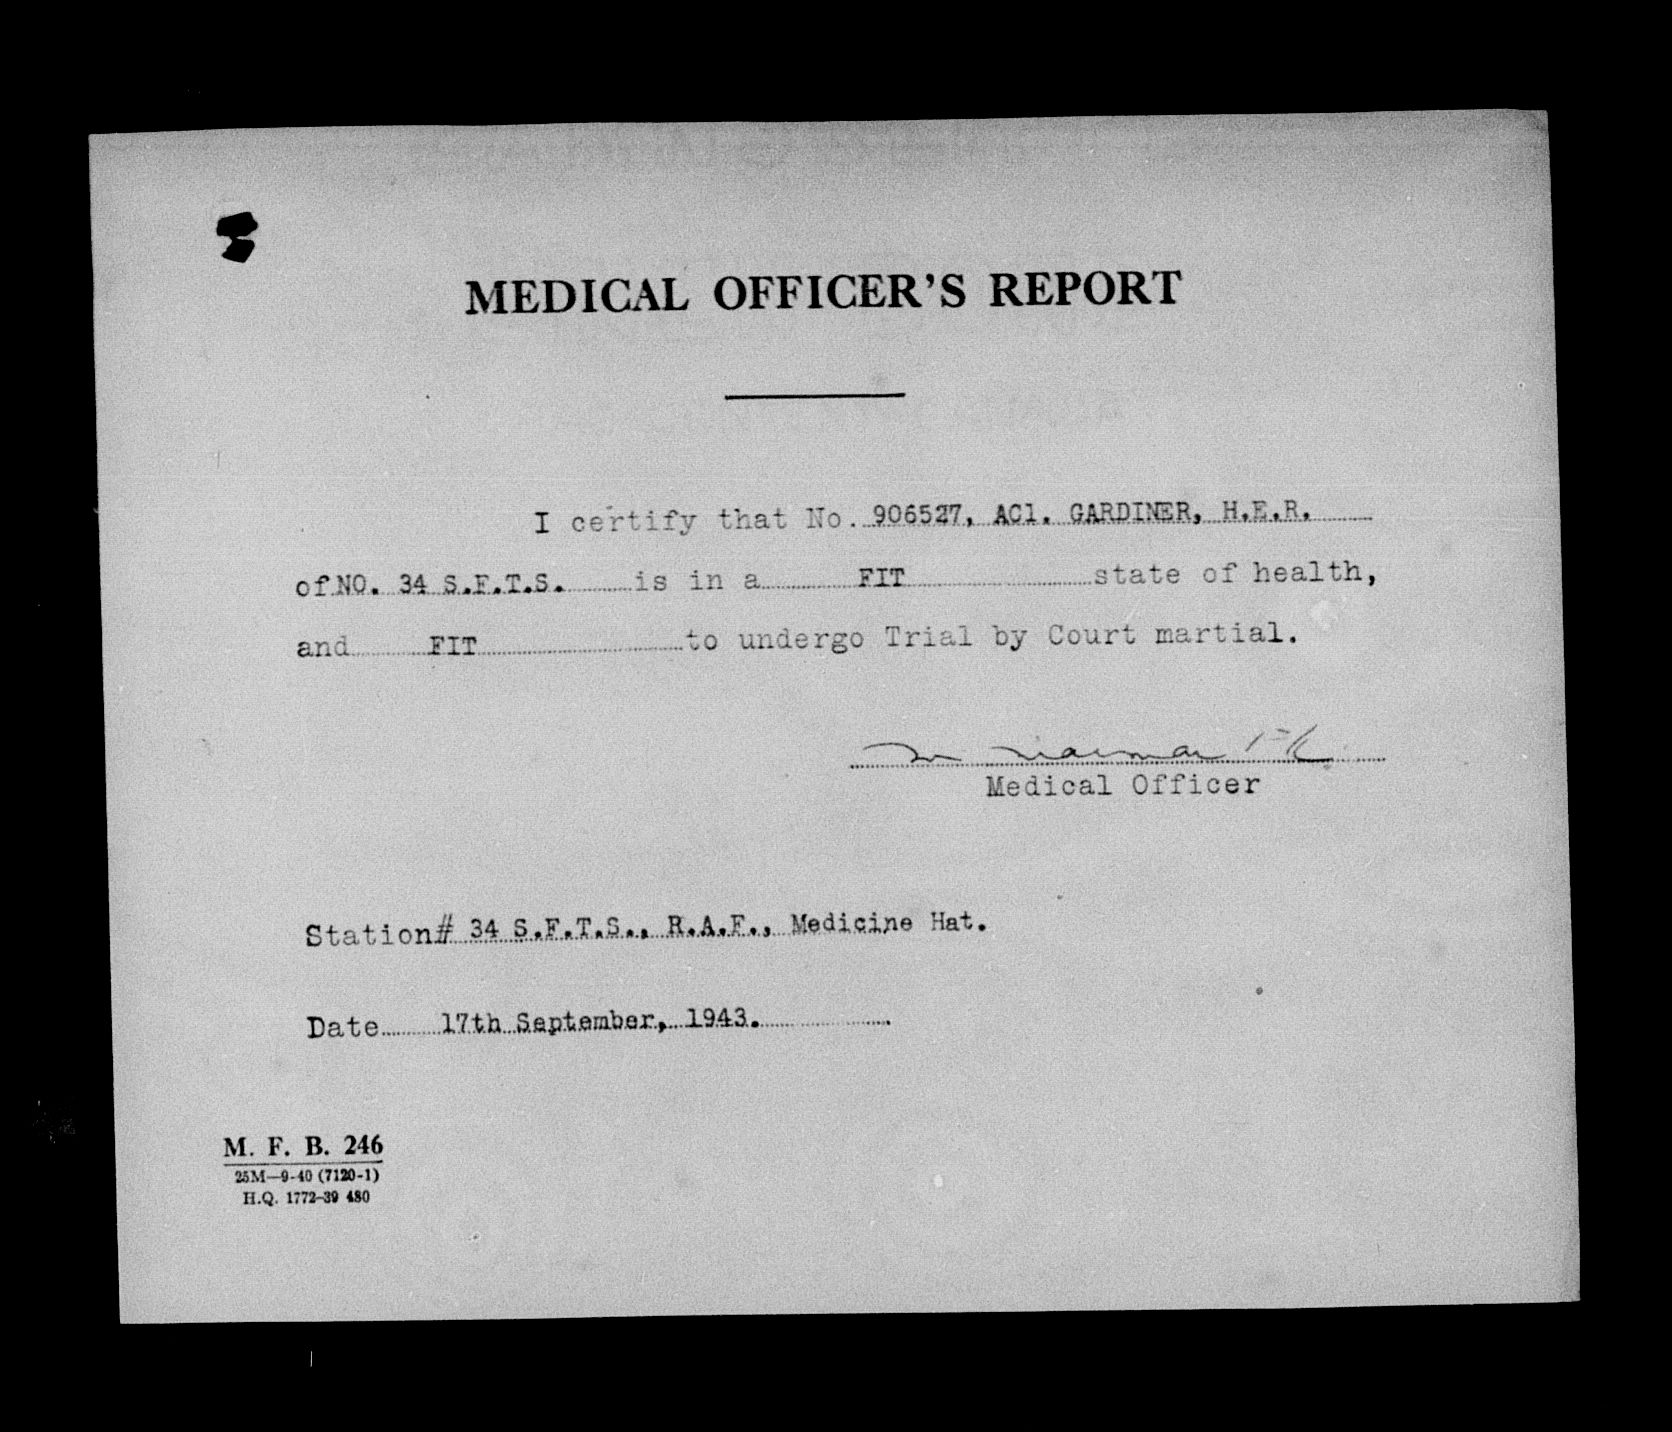 MEDICAL OFFICER'S REPORT
I certify that No. 906527, AC1. GARDINER, H.E.R.
of NO. 34 S.F.T.S. is in a FIT state of health,
and FIT to undergo Trial by Court martial.
Medical Officer
Station # 34 S.F.T.S., R.A.F., Medicine Hat.
Date 17th September, 1943.
M. F. B. 246
25M—9-40 (7120-1)
H.Q. 1772-39 480